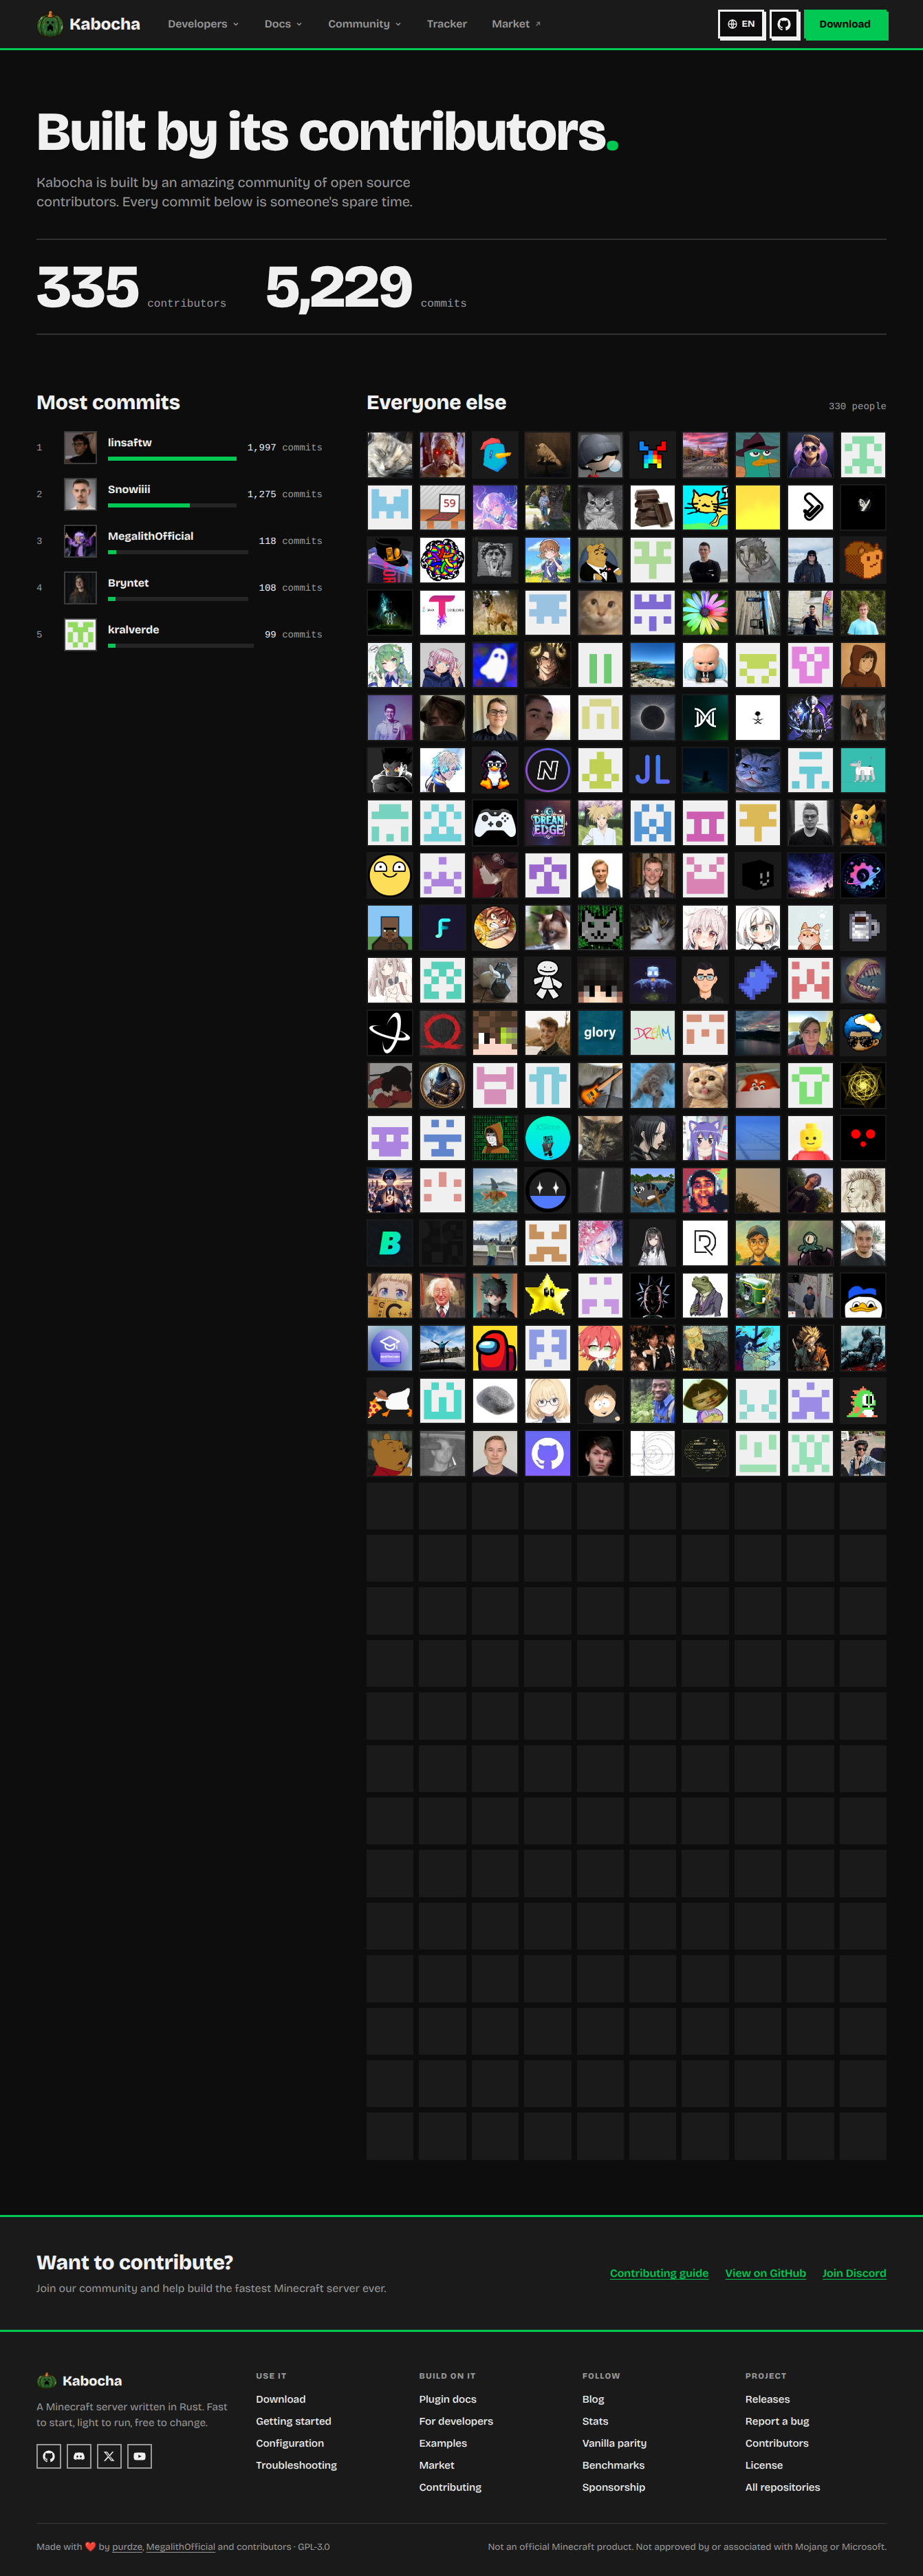 Kabocha
Developers
Docs
Community
Tracker
Market
EN
Download
Built by its contributors.
Kabocha is built by an amazing community of open source
contributors. Every commit below is someone's spare time.
335 contributors
5,229 commits
Most commits
1 linsaftw 1,997 commits
2 Snowiiii 1,275 commits
3 MegalithOfficial 118 commits
4 Bryntet 108 commits
5 kralverde 99 commits
Everyone else
330 people
59
JL
DREAM
EDGE
glory
DREAM
B
Want to contribute?
Join our community and help build the fastest Minecraft server ever.
Contributing guide
View on GitHub
Join Discord
Kabocha
A Minecraft server written in Rust. Fast
to start, light to run, free to change.
USE IT
Download
Getting started
Configuration
Troubleshooting
BUILD ON IT
Plugin docs
For developers
Examples
Market
Contributing
FOLLOW
Blog
Stats
Vanilla parity
Benchmarks
Sponsorship
PROJECT
Releases
Report a bug
Contributors
License
All repositories
Made with ❤️ by purdze, MegalithOfficial and contributors · GPL-3.0
Not an official Minecraft product. Not approved by or associated with Mojang or Microsoft.